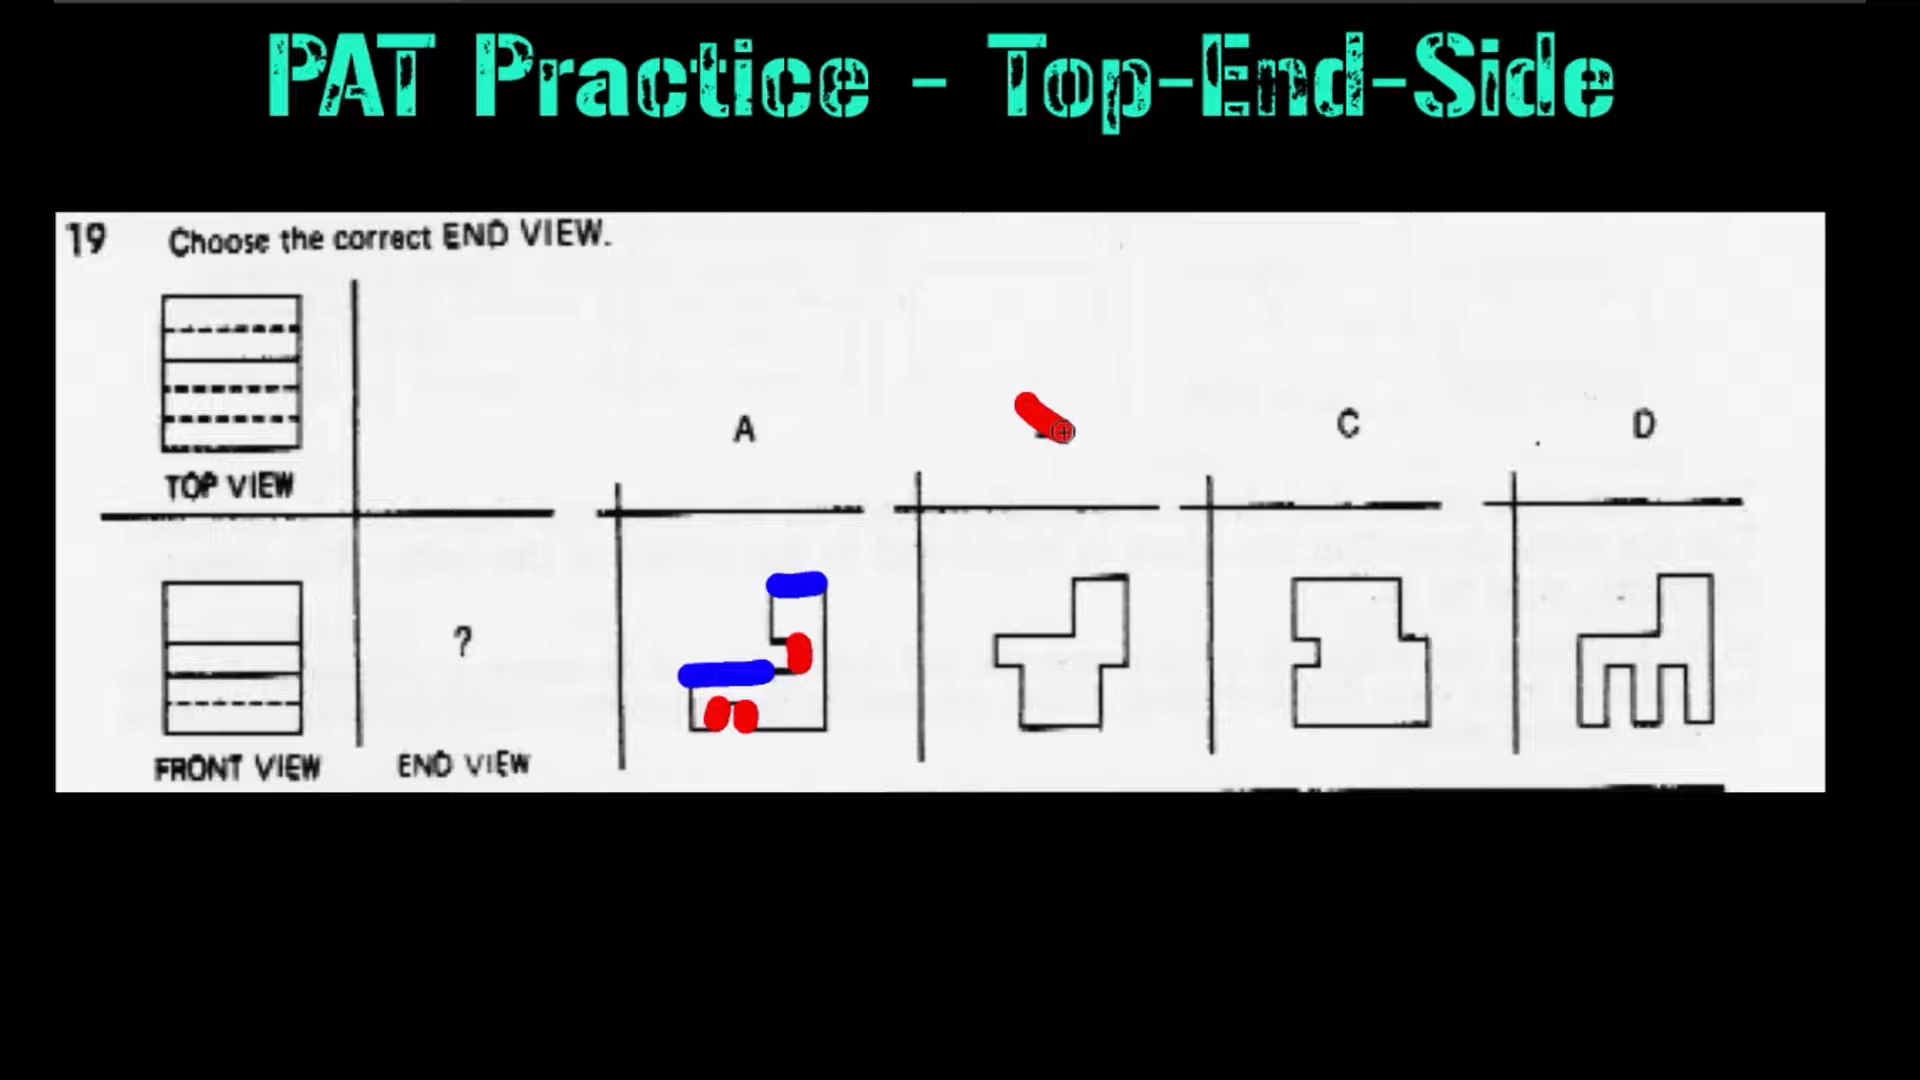 PAT Practice - Top-End-Side
19 Choose the correct END VIEW.
A C D
TOP VIEW
?
FRONT VIEW END VIEW